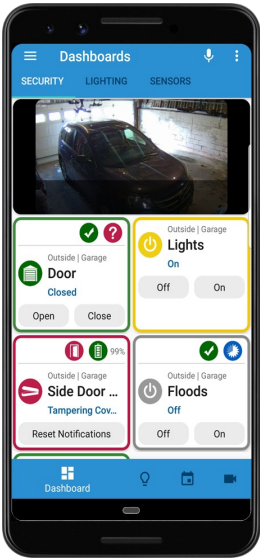 Dashboards
SECURITY LIGHTING SENSORS
Outside | Garage
Door
Closed
Open Close
Outside | Garage
Lights
On
Off On
99%
Outside | Garage
Side Door ...
Tampering Cov...
Reset Notifications
Outside | Garage
Floods
Off
Off On
Dashboard